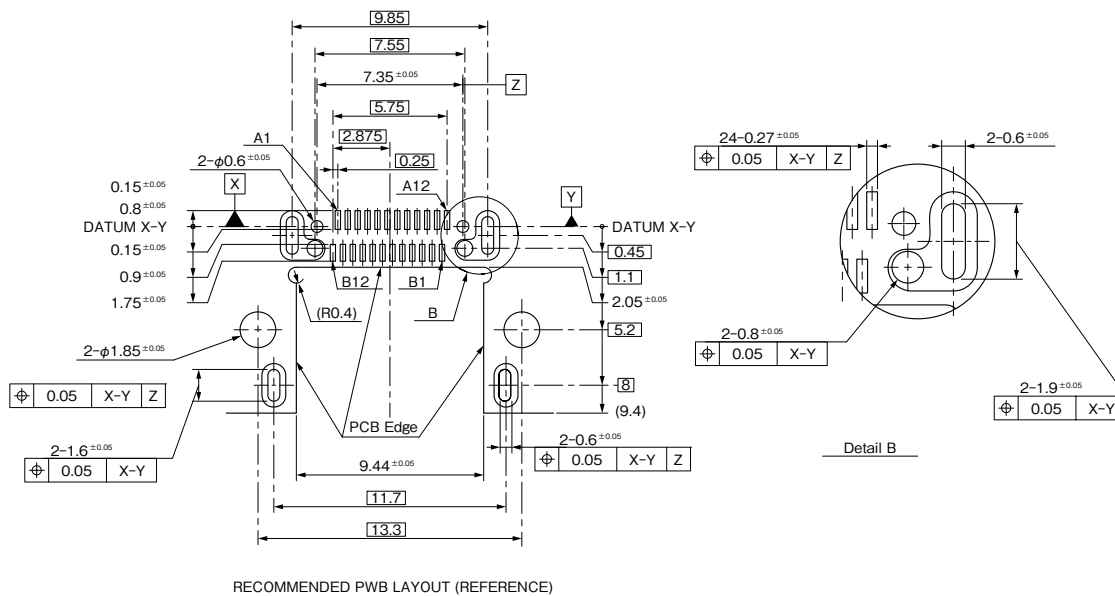 9.85
7.55
7.35±0.05
Z
5.75
A1
2.875
2-φ0.6±0.05
0.25
0.15±0.05
X
A12
Y
0.8±0.05
DATUM X-Y
DATUM X-Y
0.15±0.05
0.45
0.9±0.05
1.1
B12
B1
1.75±0.05
2.05±0.05
(R0.4)
B
5.2
2-φ1.85±0.05
8
⌖ 0.05 X-Y Z
(9.4)
PCB Edge
2-1.6±0.05
⌖ 0.05 X-Y
2-0.6±0.05
⌖ 0.05 X-Y Z
9.44±0.05
11.7
13.3
RECOMMENDED PWB LAYOUT (REFERENCE)
24-0.27±0.05
⌖ 0.05 X-Y Z
2-0.6±0.05
2-0.8±0.05
⌖ 0.05 X-Y
2-1.9±0.05
⌖ 0.05 X-Y
Detail B